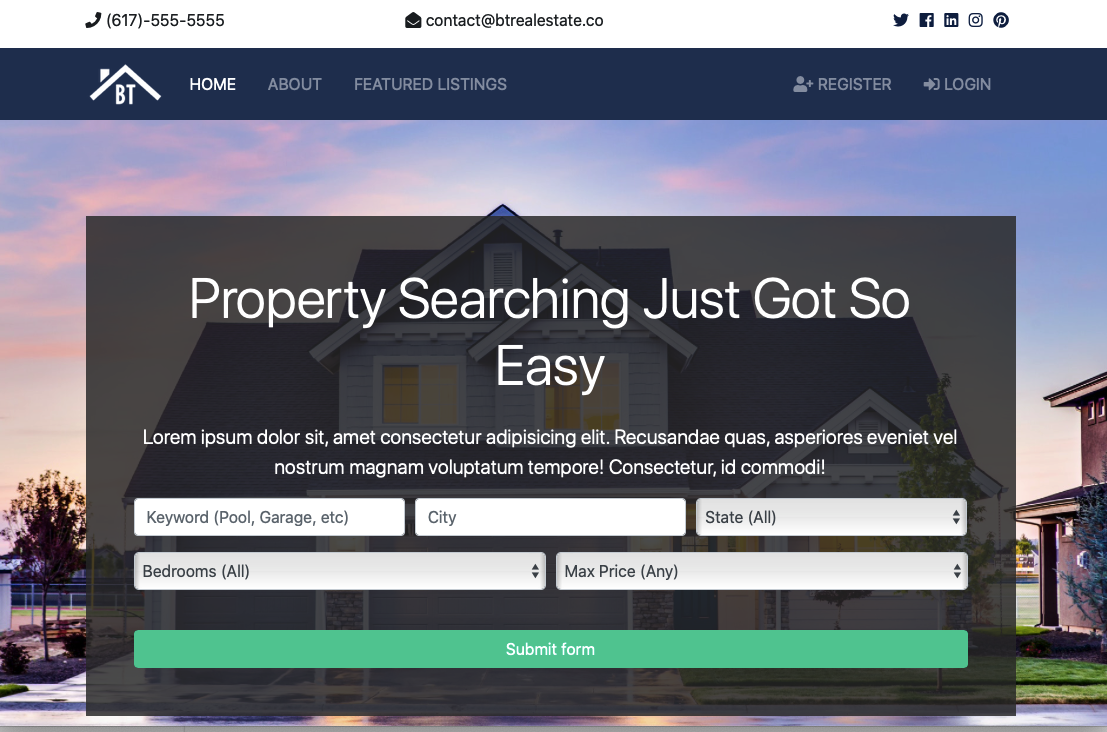 (617)-555-5555
contact@btrealestate.co
BT
HOME
ABOUT
FEATURED LISTINGS
REGISTER
LOGIN
Property Searching Just Got So
Easy
Lorem ipsum dolor sit, amet consectetur adipisicing elit. Recusandae quas, asperiores eveniet vel
nostrum magnam voluptatum tempore! Consectetur, id commodi!
Keyword (Pool, Garage, etc)
City
State (All)
Bedrooms (All)
Max Price (Any)
Submit form